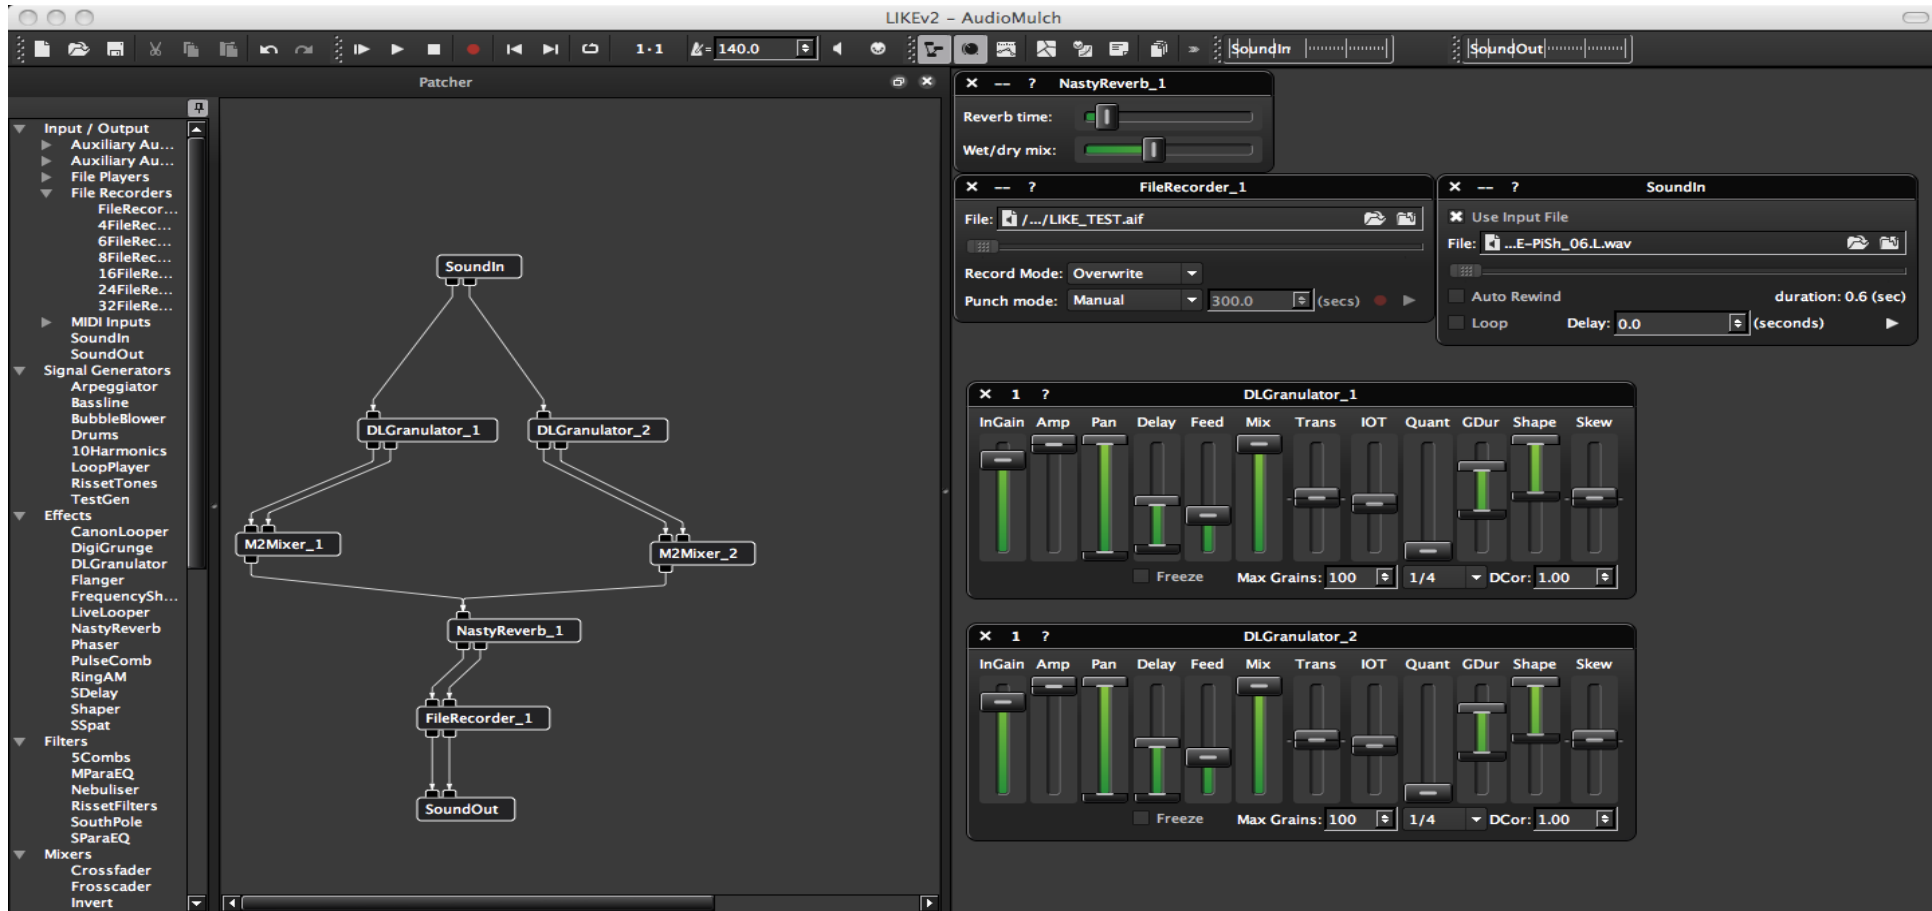 LIKEv2 – AudioMulch
1·1 = 140.0 SoundIn SoundOut
Patcher
Input / Output
Auxiliary Au...
Auxiliary Au...
File Players
File Recorders
FileRecor...
4FileRec...
6FileRec...
8FileRec...
16FileRe...
24FileRe...
32FileRe...
MIDI Inputs
SoundIn
SoundOut
Signal Generators
Arpeggiator
Bassline
BubbleBlower
Drums
10Harmonics
LoopPlayer
RissetTones
TestGen
Effects
CanonLooper
DigiGrunge
DLGranulator
Flanger
FrequencySh...
LiveLooper
NastyReverb
Phaser
PulseComb
RingAM
SDelay
Shaper
SSpat
Filters
5Combs
MParaEQ
Nebuliser
RissetFilters
SouthPole
SParaEQ
Mixers
Crossfader
Frosscader
Invert
SoundIn
DLGranulator_1 DLGranulator_2
M2Mixer_1 M2Mixer_2
NastyReverb_1
FileRecorder_1
SoundOut
? NastyReverb_1
Reverb time:
Wet/dry mix:
? FileRecorder_1
File: /.../LIKE_TEST.aif
Record Mode: Overwrite
Punch mode: Manual 300.0 (secs)
? SoundIn
Use Input File
File: ...E-PiSh_06.L.wav
Auto Rewind duration: 0.6 (sec)
Loop Delay: 0.0 (seconds)
1 ? DLGranulator_1
InGain Amp Pan Delay Feed Mix Trans IOT Quant GDur Shape Skew
Freeze Max Grains: 100 1/4 DCor: 1.00
1 ? DLGranulator_2
InGain Amp Pan Delay Feed Mix Trans IOT Quant GDur Shape Skew
Freeze Max Grains: 100 1/4 DCor: 1.00